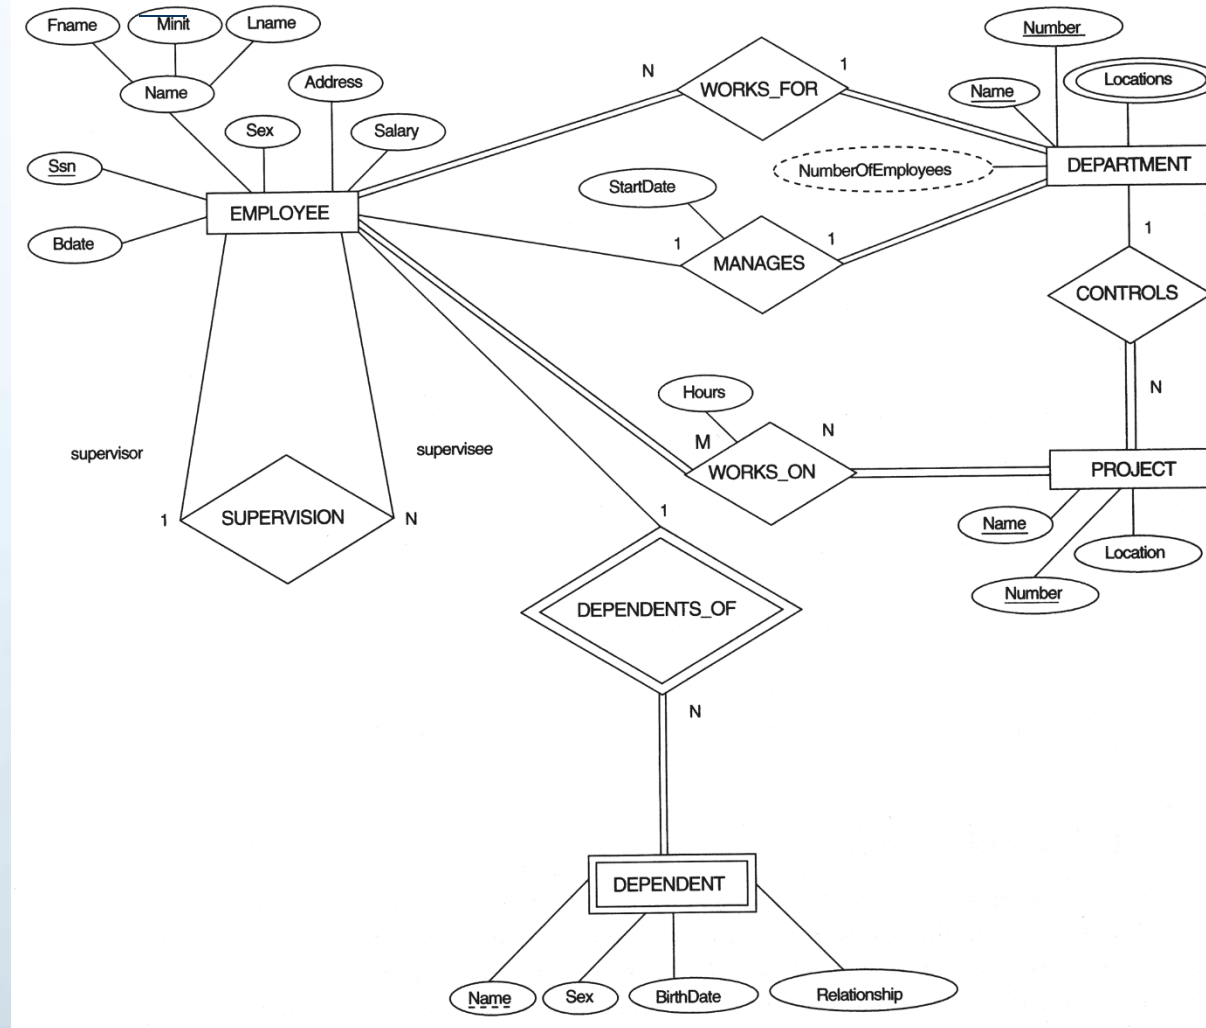 Fname
Minit
Lname
Number
Name
Address
N
1
WORKS_FOR
Name
Locations
Sex
Salary
Ssn
NumberOfEmployees
DEPARTMENT
StartDate
EMPLOYEE
Bdate
1
1
MANAGES
1
CONTROLS
Hours
N
M
N
supervisor
supervisee
WORKS_ON
PROJECT
1
SUPERVISION
N
1
Name
Location
Number
DEPENDENTS_OF
N
DEPENDENT
Name
Sex
BirthDate
Relationship